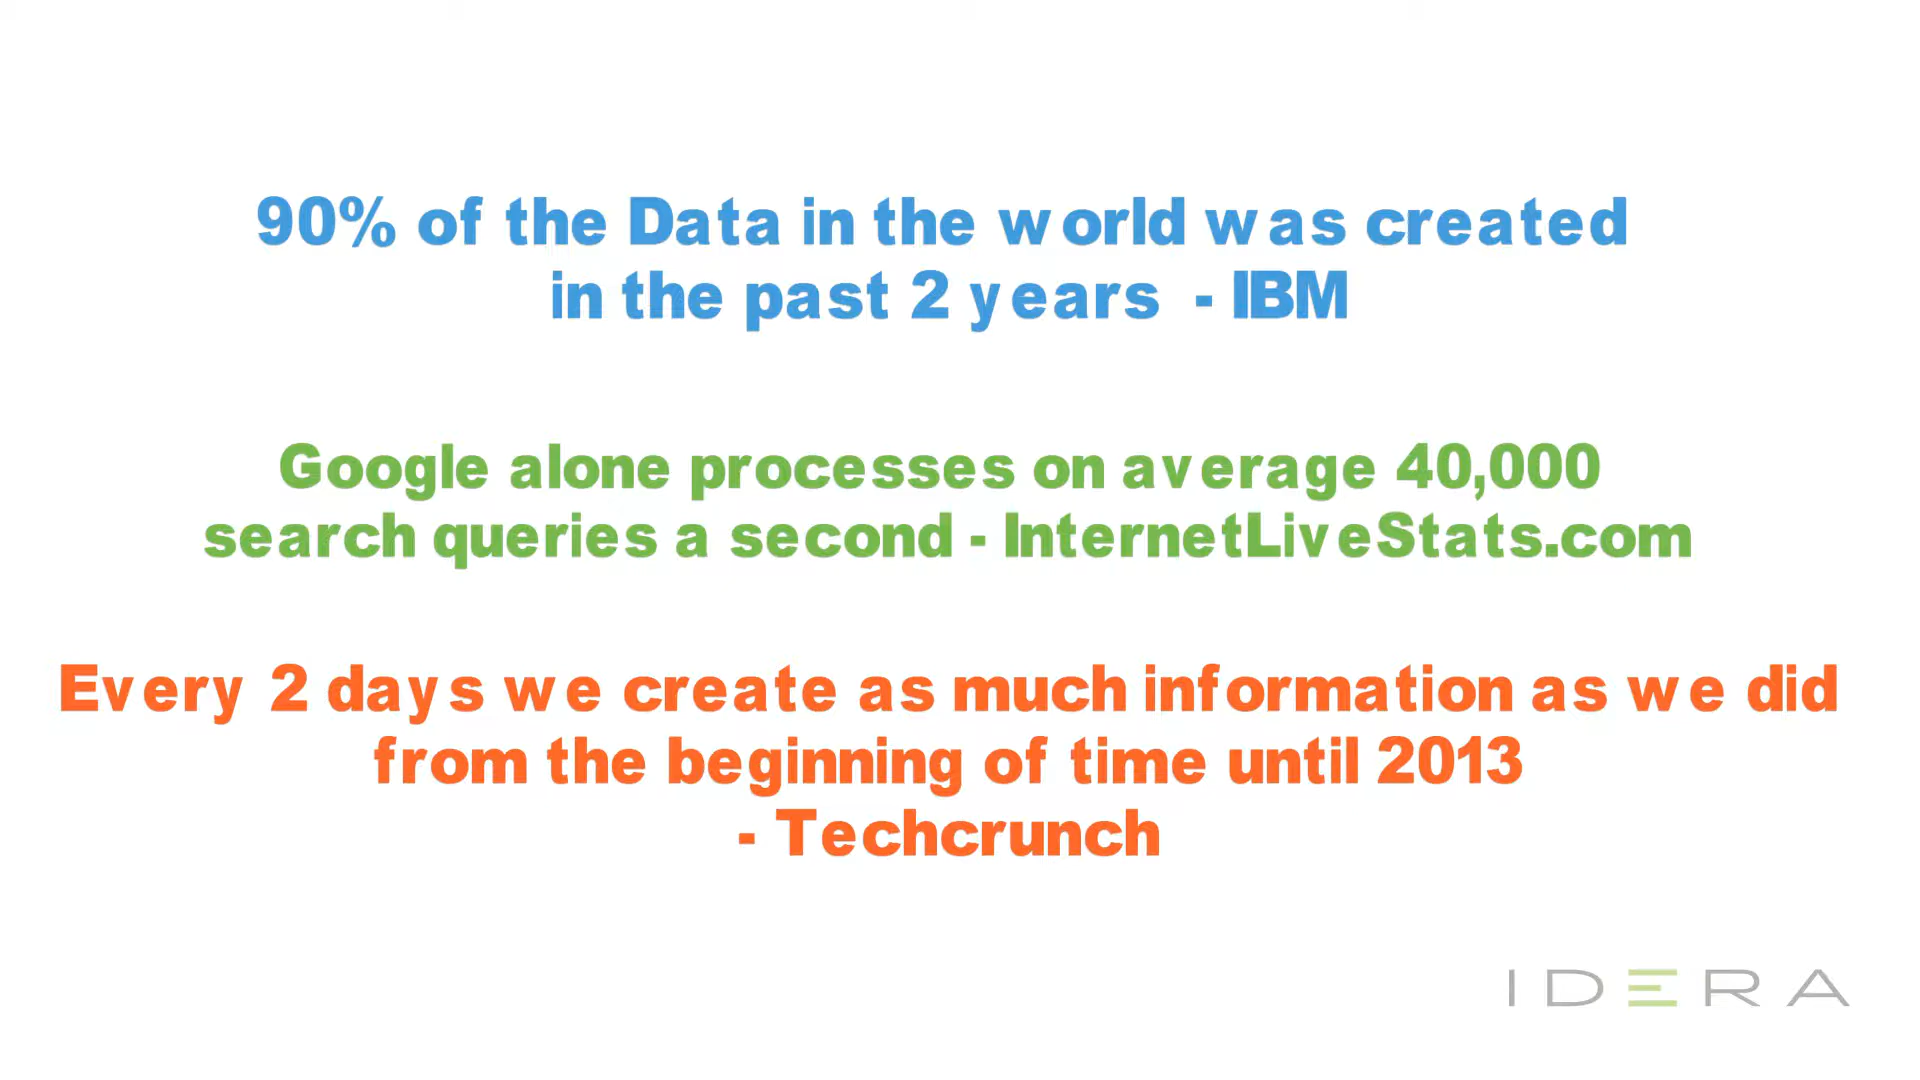 90% of the Data in the world was created
in the past 2 years - IBM
Google alone processes on average 40,000
search queries a second - InternetLiveStats.com
Every 2 days we create as much information as we did
from the beginning of time until 2013
- Techcrunch
IDERA